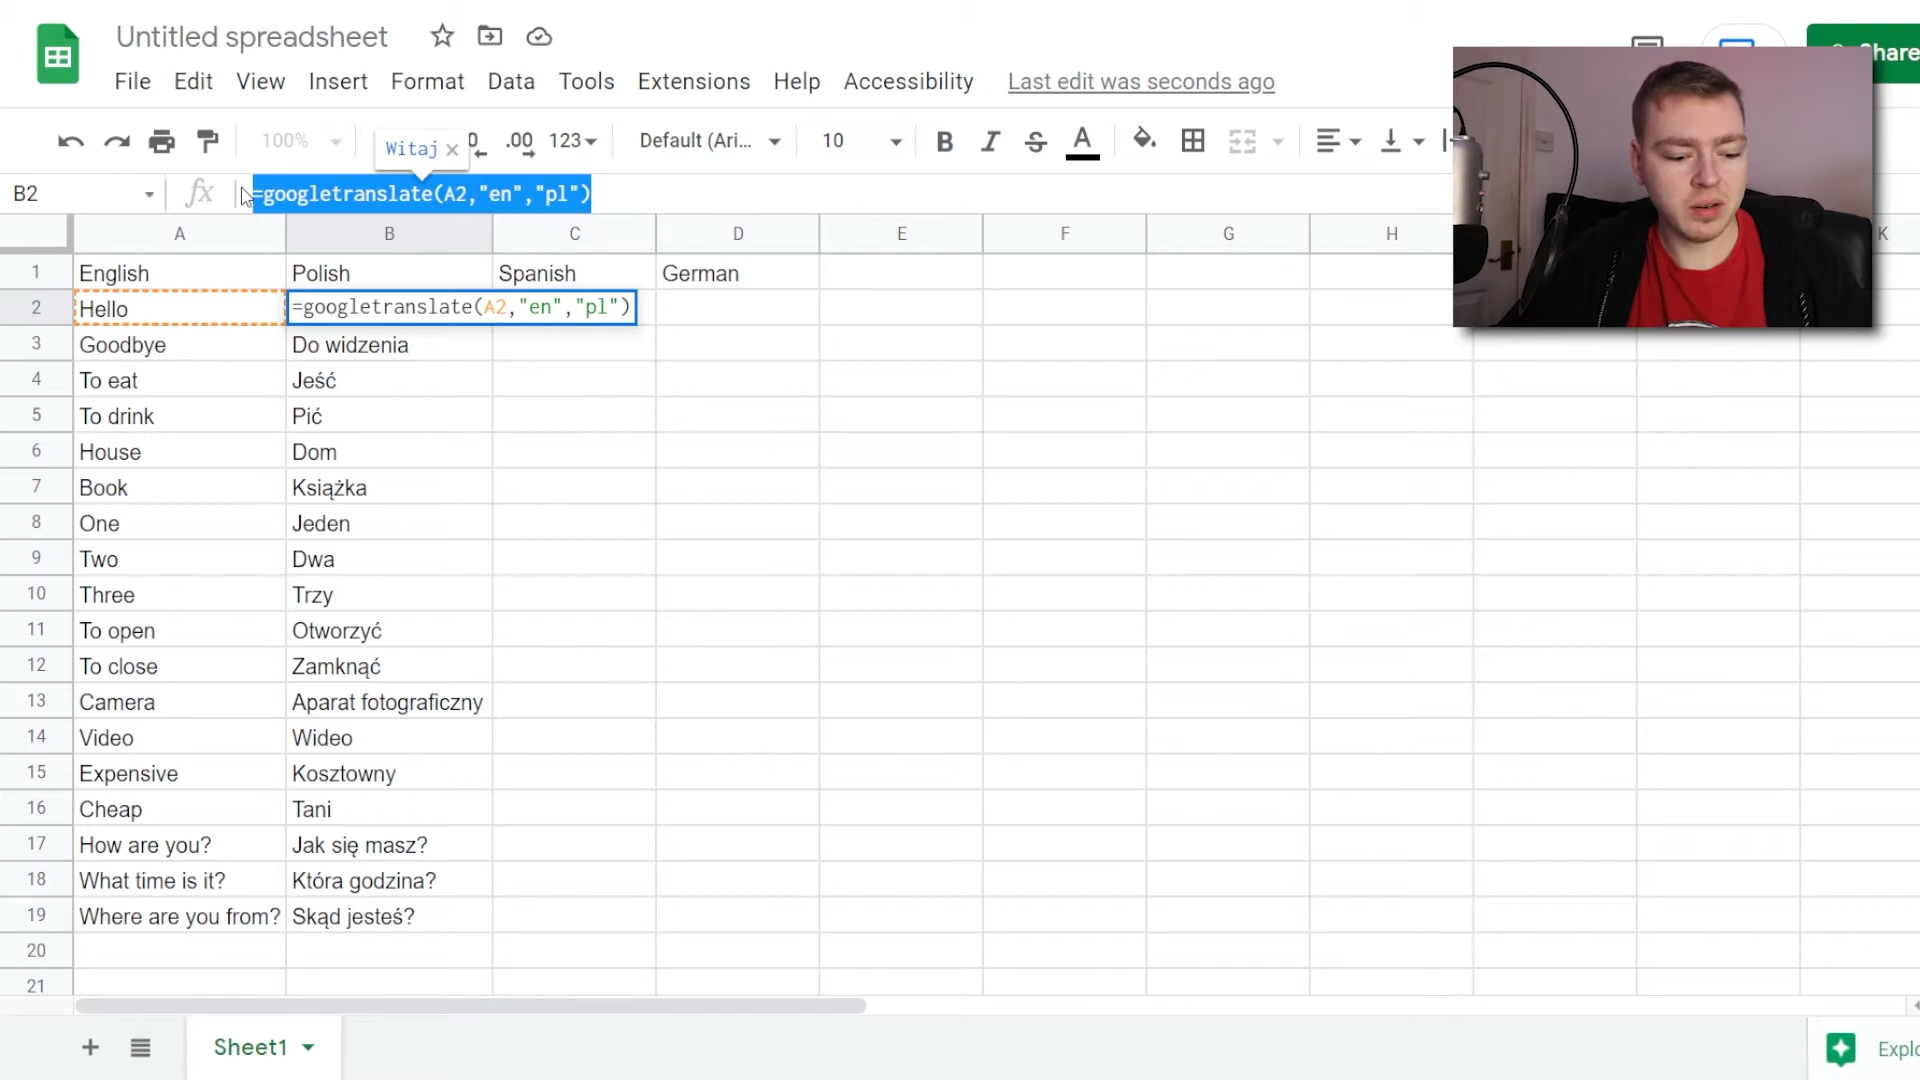 Untitled spreadsheet
File Edit View Insert Format Data Tools Extensions Help Accessibility Last edit was seconds ago
Share
100% Witaj × 0 .00 123 Default (Ari... 10 B I S A
B2 fx =googletranslate(A2,"en","pl")
A B C D E F G H K
1 English Polish Spanish German
2 Hello =googletranslate(A2,"en","pl")
3 Goodbye Do widzenia
4 To eat Jeść
5 To drink Pić
6 House Dom
7 Book Książka
8 One Jeden
9 Two Dwa
10 Three Trzy
11 To open Otworzyć
12 To close Zamknąć
13 Camera Aparat fotograficzny
14 Video Wideo
15 Expensive Kosztowny
16 Cheap Tani
17 How are you? Jak się masz?
18 What time is it? Która godzina?
19 Where are you from? Skąd jesteś?
20
21
+ Sheet1 Explo